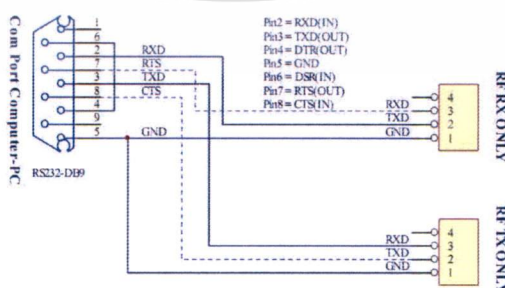 Com Port Computer-PC
1
6
2
7
3
8
4
9
5
RXD
RTS
TXD
CTS
GND
RS232-DB9
Pin2 = RXD(IN)
Pin3 = TXD(OUT)
Pin4 = DTR(OUT)
Pin5 = GND
Pin6 = DSR(IN)
Pin7 = RTS(OUT)
Pin8 = CTS(IN)
RXD
TXD
GND
4
3
2
1
RF RX ONLY
RXD
TXD
GND
4
3
2
1
RF TX ONLY